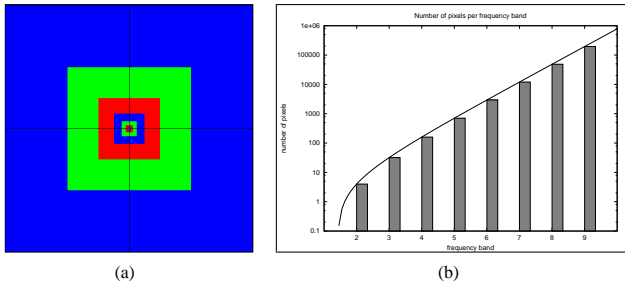 Number of pixels per frequency band
1e+06
100000
10000
1000
100
10
1
0.1
number of pixels
2 3 4 5 6 7 8 9
frequency band
(a) (b)